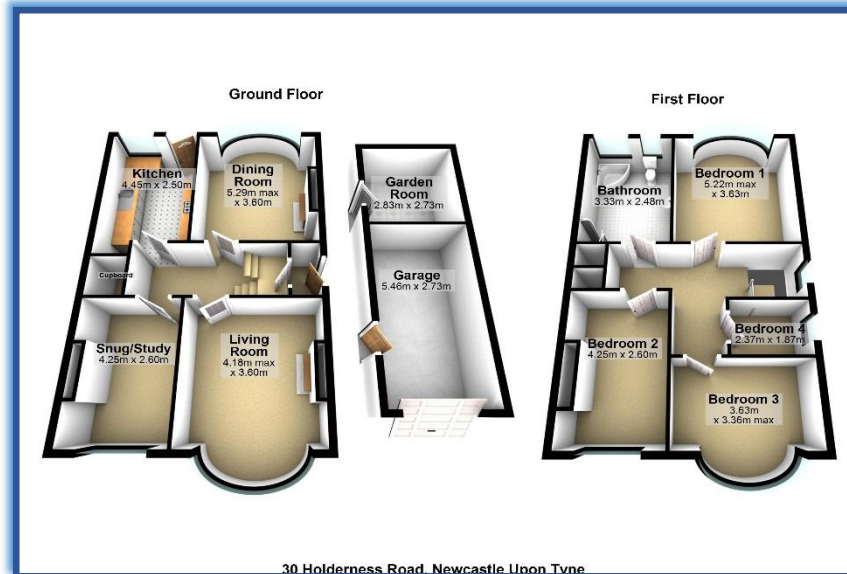 Ground Floor
First Floor
Kitchen
4.45m x 2.50m
Dining
Room
5.29m max
x 3.60m
Cupboard
Snug/Study
4.25m x 2.60m
Living
Room
4.18m max
x 3.60m
Garden
Room
2.83m x 2.73m
Garage
5.46m x 2.73m
Bathroom
3.33m x 2.48m
Bedroom 1
5.22m max
x 3.63m
Bedroom 2
4.25m x 2.60m
Bedroom 4
2.37m x 1.87m
Bedroom 3
3.63m
x 3.36m max
30 Holderness Road, Newcastle Upon Tyne